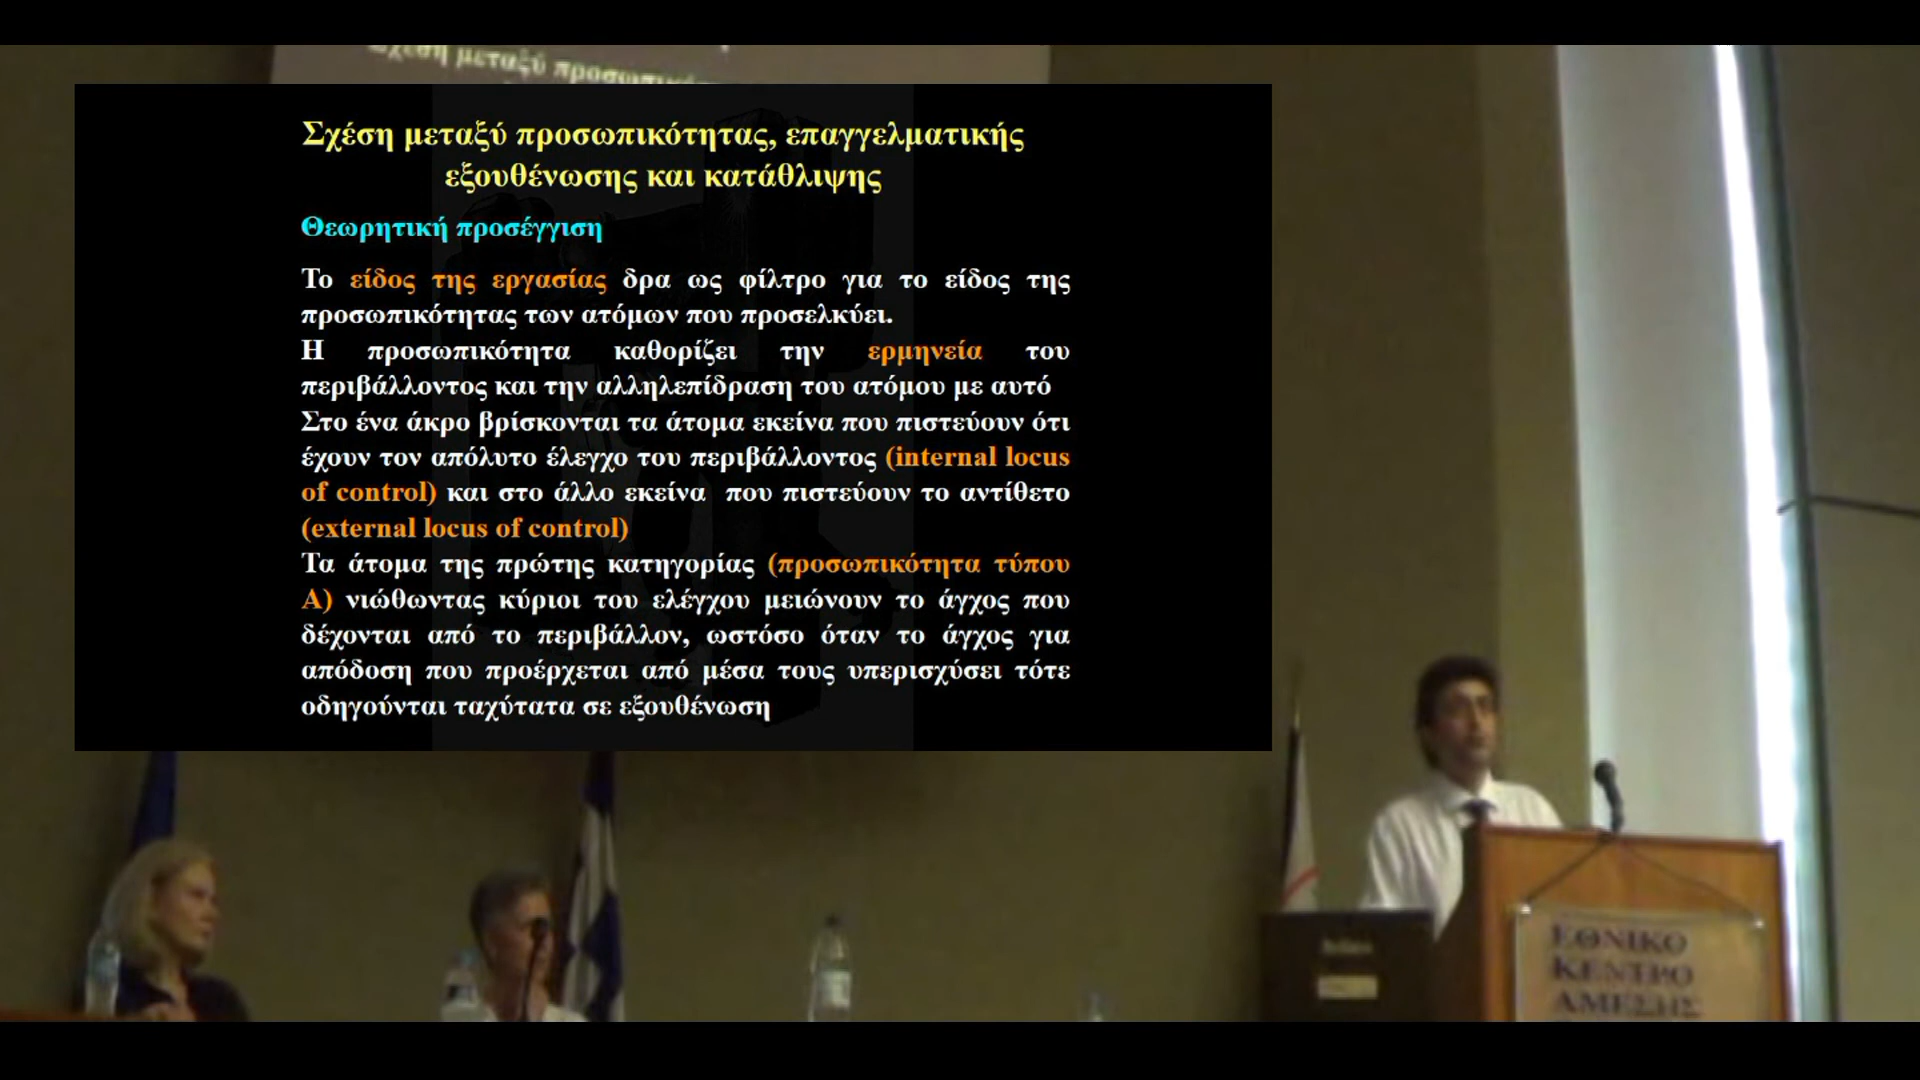 Σχέση μεταξύ
Σχέση μεταξύ προσωπικότητας, επαγγελματικής
εξουθένωσης και κατάθλιψης
Θεωρητική προσέγγιση
Το είδος της εργασίας δρα ως φίλτρο για το είδος της
προσωπικότητας των ατόμων που προσελκύει.
Η προσωπικότητα καθορίζει την ερμηνεία του
περιβάλλοντος και την αλληλεπίδραση του ατόμου με αυτό
Στο ένα άκρο βρίσκονται τα άτομα εκείνα που πιστεύουν ότι
έχουν τον απόλυτο έλεγχο του περιβάλλοντος (internal locus
of control) και στο άλλο εκείνα που πιστεύουν το αντίθετο
(external locus of control)
Τα άτομα της πρώτης κατηγορίας (προσωπικότητα τύπου
Α) νιώθωντας κύριοι του ελέγχου μειώνουν το άγχος που
δέχονται από το περιβάλλον, ωστόσο όταν το άγχος για
απόδοση που προέρχεται από μέσα τους υπερισχύσει τότε
οδηγούνται ταχύτατα σε εξουθένωση
ΕΘΝΙΚΟ
ΚΕΝΤΡΟ
ΑΜΕΣΗΣ